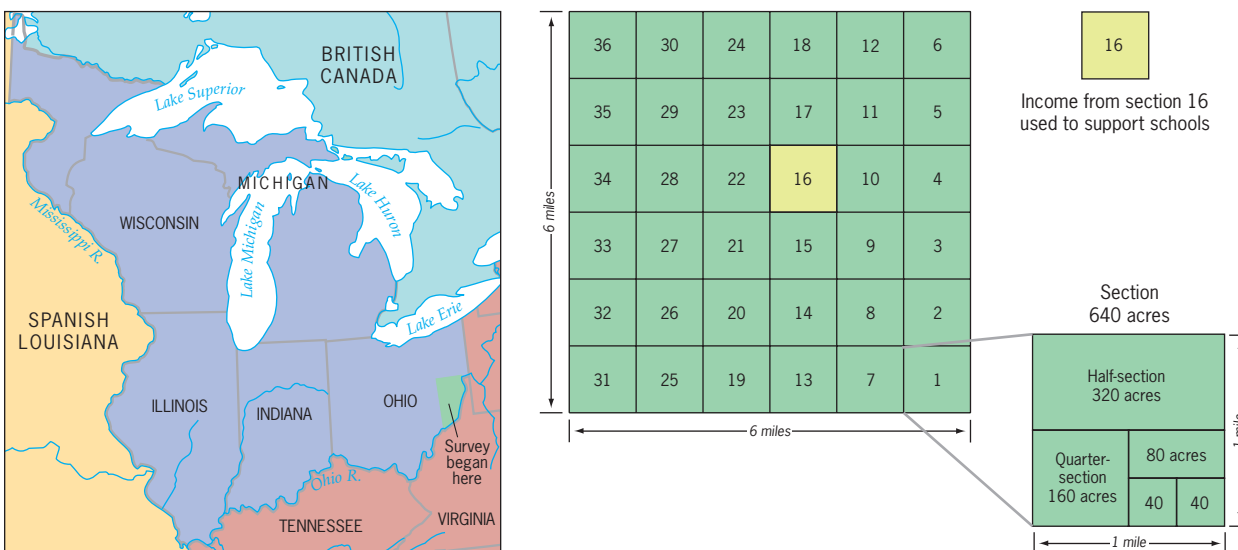 BRITISH
CANADA
Lake Superior
MICHIGAN
Lake Huron
WISCONSIN
Lake Michigan
Mississippi R.
Lake Erie
SPANISH
LOUISIANA
ILLINOIS
INDIANA
OHIO
Survey
began
here
Ohio R.
TENNESSEE
VIRGINIA
6 miles
36 30 24 18 12 6
35 29 23 17 11 5
34 28 22 16 10 4
33 27 21 15 9 3
32 26 20 14 8 2
31 25 19 13 7 1
6 miles
16
Income from section 16
used to support schools
Section
640 acres
Half-section
320 acres
Quarter-
section
160 acres
80 acres
40 40
1 mile
1 mile